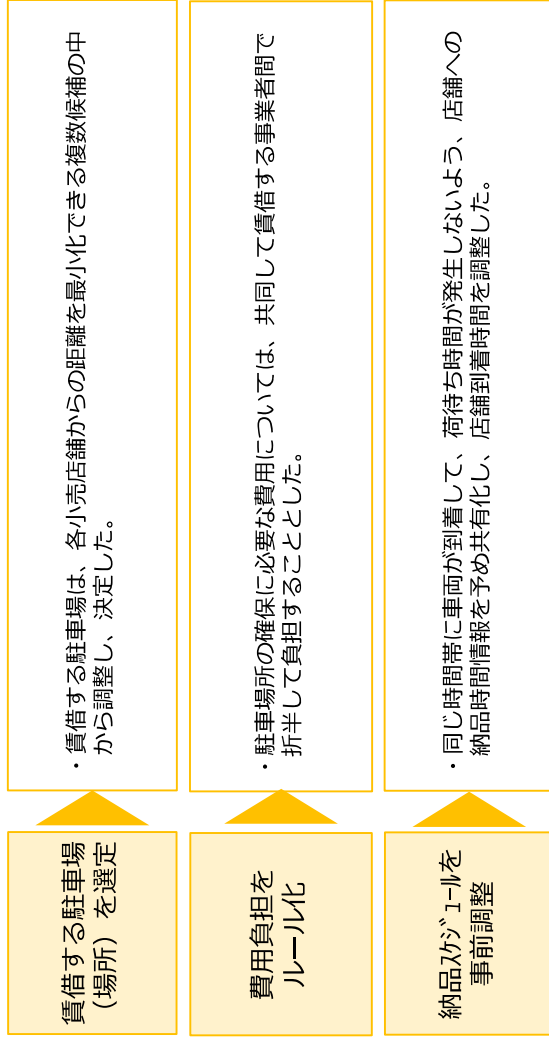 賃借する駐車場
（場所）を選定
・賃借する駐車場は、各小売店舗からの距離を最小化できる複数候補の中
から調整し、決定した。
費用負担を
ルール化
・駐車場所の確保に必要な費用については、共同して賃借する事業者間で
折半して負担することとした。
納品ｽｹｼﾞｭｰﾙを
事前調整
・同じ時間帯に車両が到着して、荷待ち時間が発生しないよう、店舗への
納品時間情報を予め共有化し、店舗到着時間を調整した。